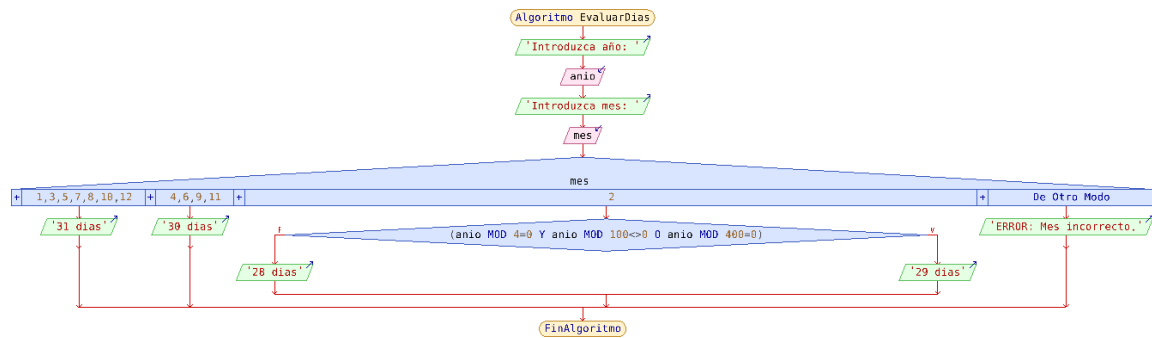 Algoritmo EvaluarDias
'Introduzca año: '
anio
'Introduzca mes: '
mes
mes
+ 1,3,5,7,8,10,12 + 4,6,9,11 + 2 + De Otro Modo
'31 dias' '30 dias' 'ERROR: Mes incorrecto.'
f (anio MOD 4=0 Y anio MOD 100<>0 O anio MOD 400=0) v
'28 dias' '29 dias'
FinAlgoritmo